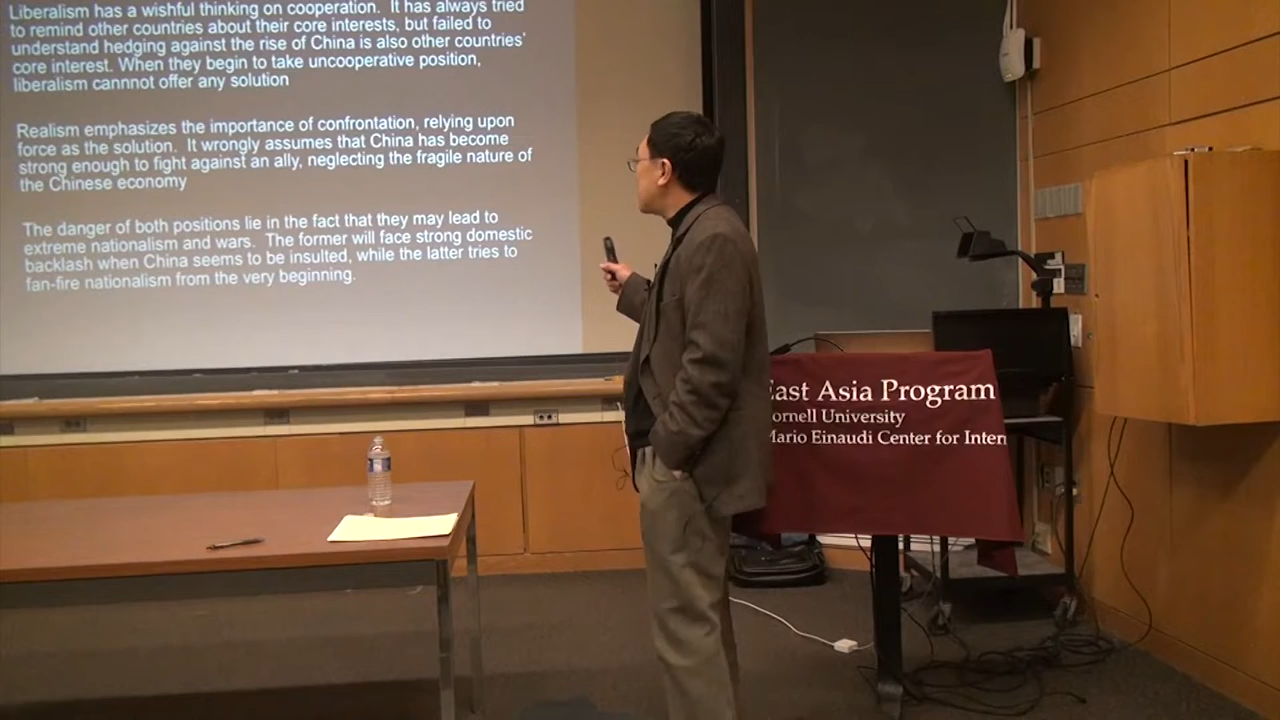 Liberalism has a wishful thinking on cooperation. It has always tried
to remind other countries about their core interests, but failed to
understand hedging against the rise of China is also other countries'
core interest. When they begin to take uncooperative position,
liberalism cannnot offer any solution
Realism emphasizes the importance of confrontation, relying upon
force as the solution. It wrongly assumes that China has become
strong enough to fight against an ally, neglecting the fragile nature of
the Chinese economy
The danger of both positions lie in the fact that they may lead to
extreme nationalism and wars. The former will face strong domestic
backlash when China seems to be insulted, while the latter tries to
fan-fire nationalism from the very beginning.
East Asia Program
ornell University
Mario Einaudi Center for Inter